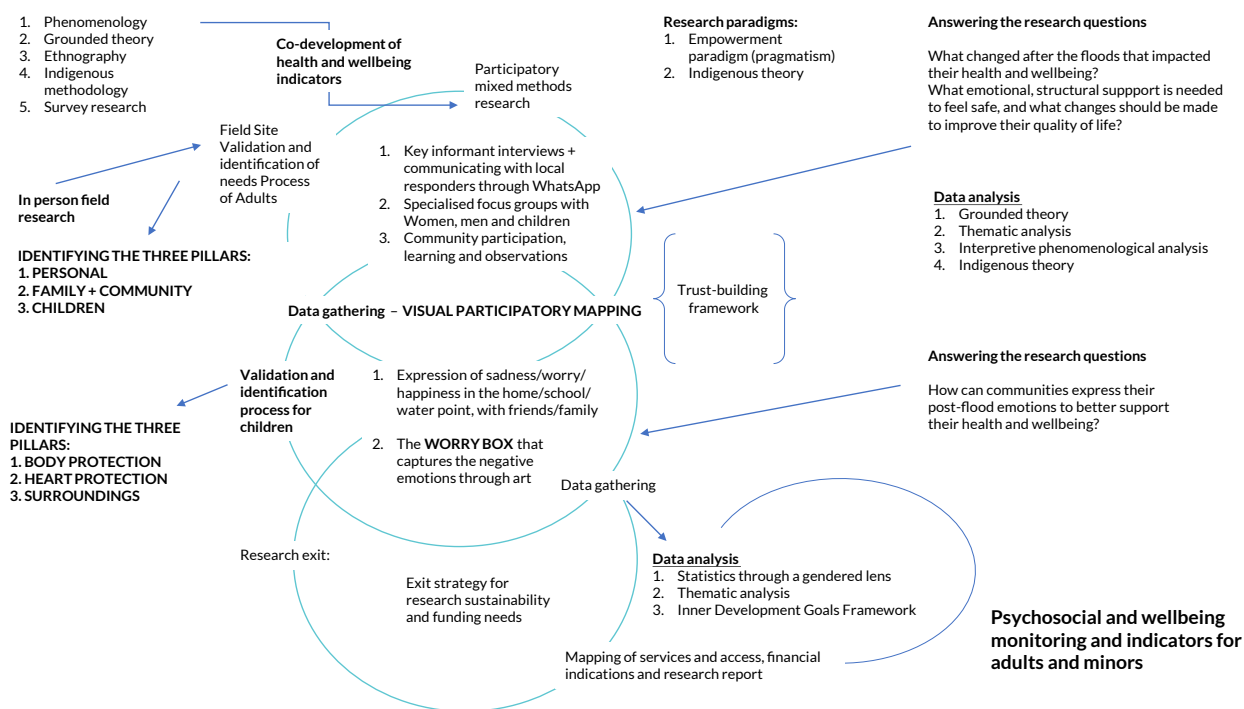 1. Phenomenology
2. Grounded theory
3. Ethnography
4. Indigenous
methodology
5. Survey research
Co-development of
health and wellbeing
indicators
Participatory
mixed methods
research
Research paradigms:
1. Empowerment
paradigm (pragmatism)
2. Indigenous theory
Answering the research questions
What changed after the floods that impacted
their health and wellbeing?
What emotional, structural suppport is needed
to feel safe, and what changes should be made
to improve their quality of life?
Field Site
Validation and
identification of
needs Process
of Adults
In person field
research
1. Key informant interviews +
communicating with local
responders through WhatsApp
2. Specialised focus groups with
Women, men and children
3. Community participation,
learning and observations
Data analysis
1. Grounded theory
2. Thematic analysis
3. Interpretive phenomenological analysis
4. Indigenous theory
IDENTIFYING THE THREE PILLARS:
1. PERSONAL
2. FAMILY + COMMUNITY
3. CHILDREN
Trust-building
framework
Data gathering – VISUAL PARTICIPATORY MAPPING
Validation and
identification
process for
children
1. Expression of sadness/worry/
happiness in the home/school/
water point, with friends/family
2. The WORRY BOX that
captures the negative
emotions through art
Answering the research questions
How can communities express their
post-flood emotions to better support
their health and wellbeing?
IDENTIFYING THE THREE
PILLARS:
1. BODY PROTECTION
2. HEART PROTECTION
3. SURROUNDINGS
Data gathering
Research exit:
Exit strategy for
research sustainability
and funding needs
Data analysis
1. Statistics through a gendered lens
2. Thematic analysis
3. Inner Development Goals Framework
Mapping of services and access, financial
indications and research report
Psychosocial and wellbeing
monitoring and indicators for
adults and minors